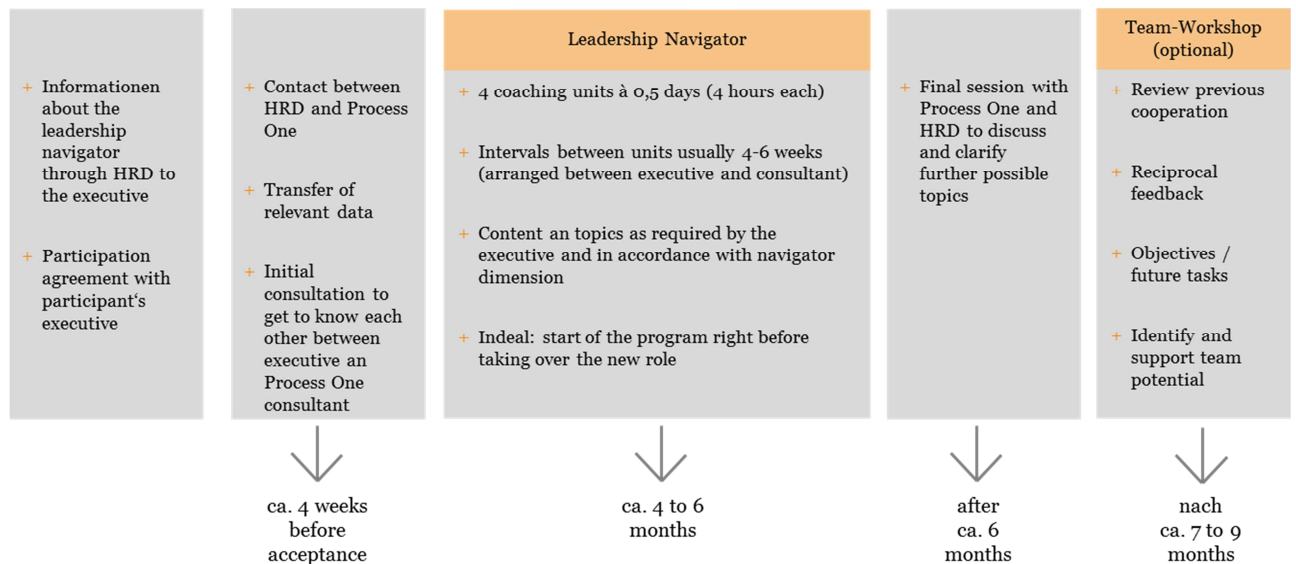 + Informationen
about the
leadership
navigator
through HRD to
the executive
+ Participation
agreement with
participant‘s
executive
+ Contact between
HRD and Process
One
+ Transfer of
relevant data
+ Initial
consultation to
get to know each
other between
executive an
Process One
consultant
ca. 4 weeks
before
acceptance
Leadership Navigator
+ 4 coaching units à 0,5 days (4 hours each)
+ Intervals between units usually 4-6 weeks
(arranged between executive and consultant)
+ Content an topics as required by the
executive and in accordance with navigator
dimension
+ Indeal: start of the program right before
taking over the new role
ca. 4 to 6
months
+ Final session with
Process One and
HRD to discuss
and clarify
further possible
topics
after
ca. 6
months
Team-Workshop
(optional)
+ Review previous
cooperation
+ Reciprocal
feedback
+ Objectives /
future tasks
+ Identify and
support team
potential
nach
ca. 7 to 9
months